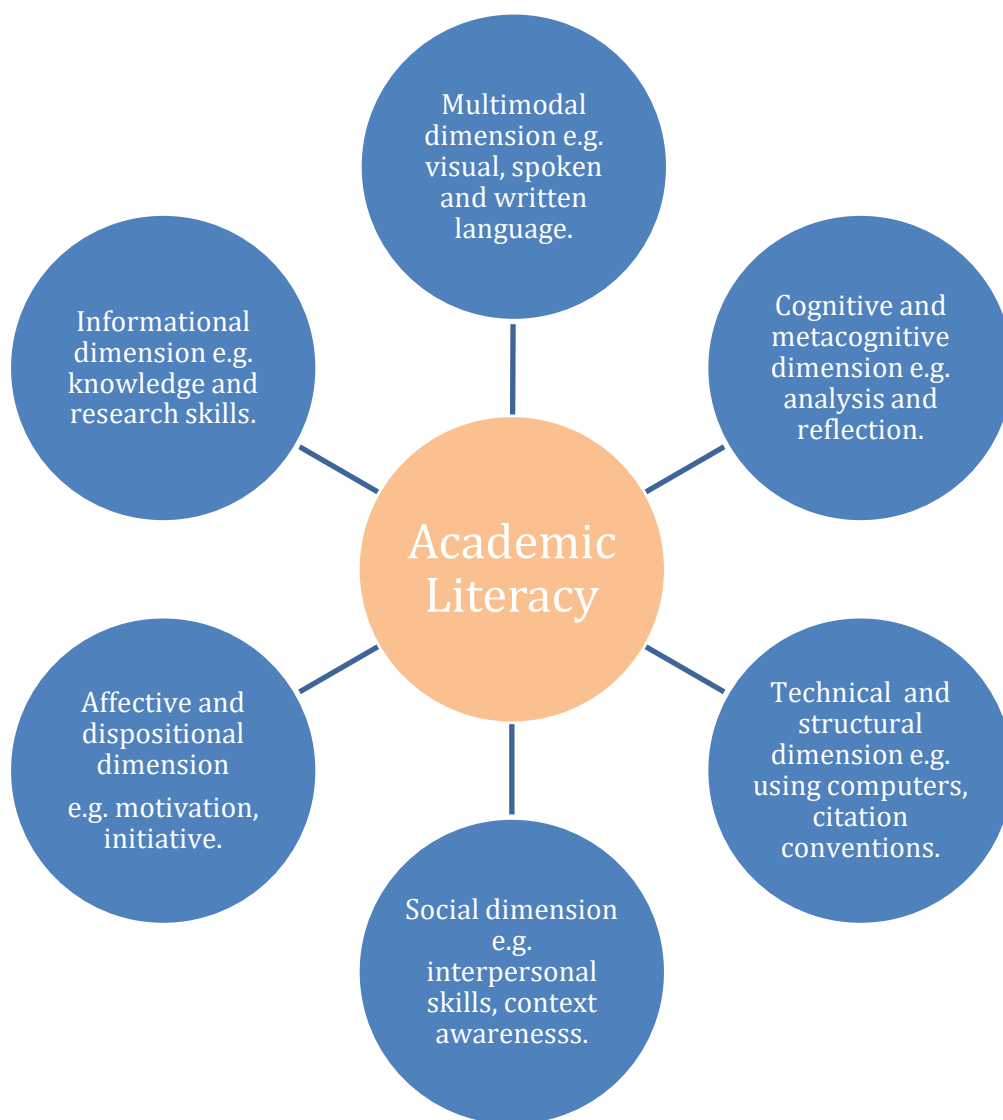 Multimodal
dimension e.g.
visual, spoken
and written
language.
Cognitive and
metacognitive
dimension e.g.
analysis and
reflection.
Technical  and
structural
dimension e.g.
using computers,
citation
conventions.
Social dimension
e.g.
interpersonal
skills, context
awarenesss.
Affective and
dispositional
dimension
e.g. motivation,
initiative.
Informational
dimension e.g.
knowledge and
research skills.
Academic
Literacy